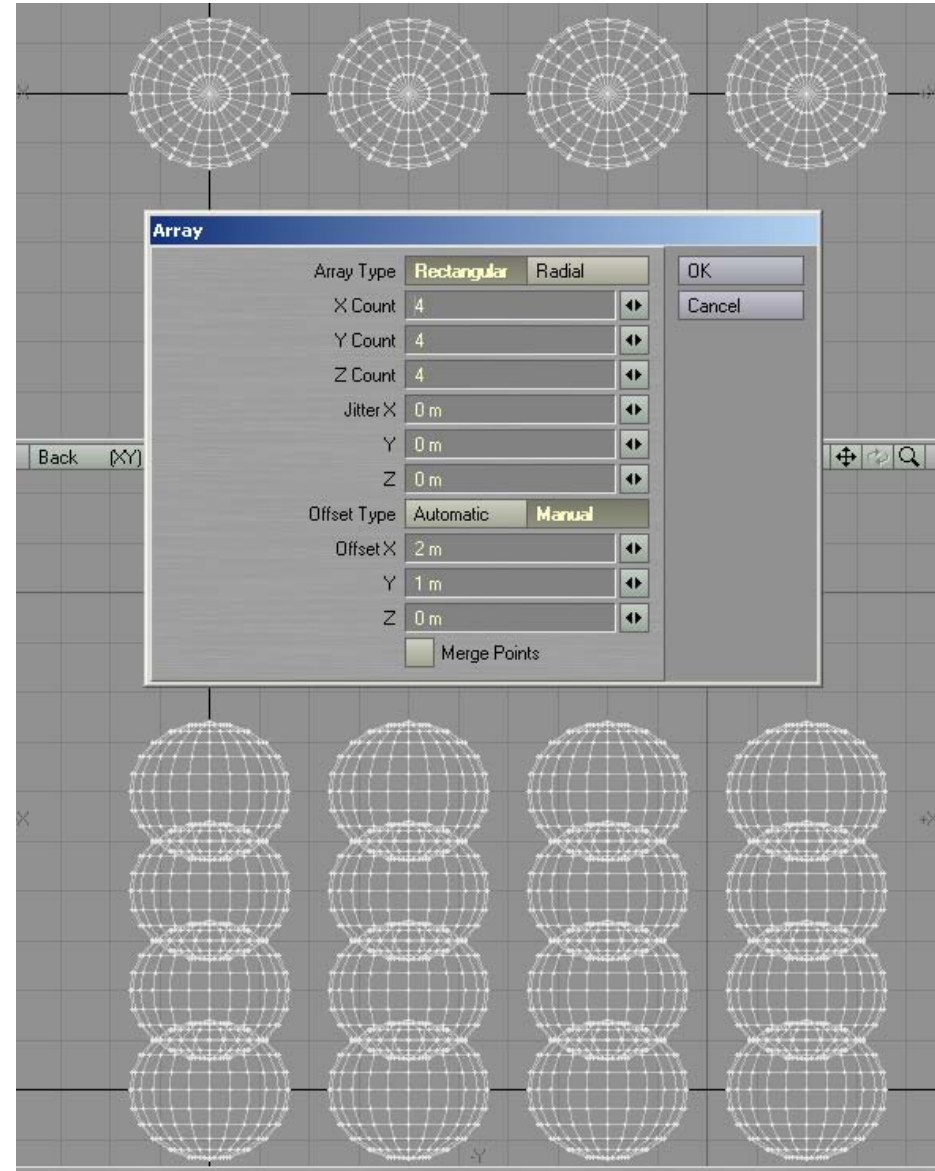 X +X
Array
Array Type Rectangular Radial OK
X Count 4 Cancel
Y Count 4
Z Count 4
Jitter X 0 m
Back (XY) Y 0 m
Z 0 m
Offset Type Automatic Manual
Offset X 2 m
Y 1 m
Z 0 m
Merge Points
X +X
-Y